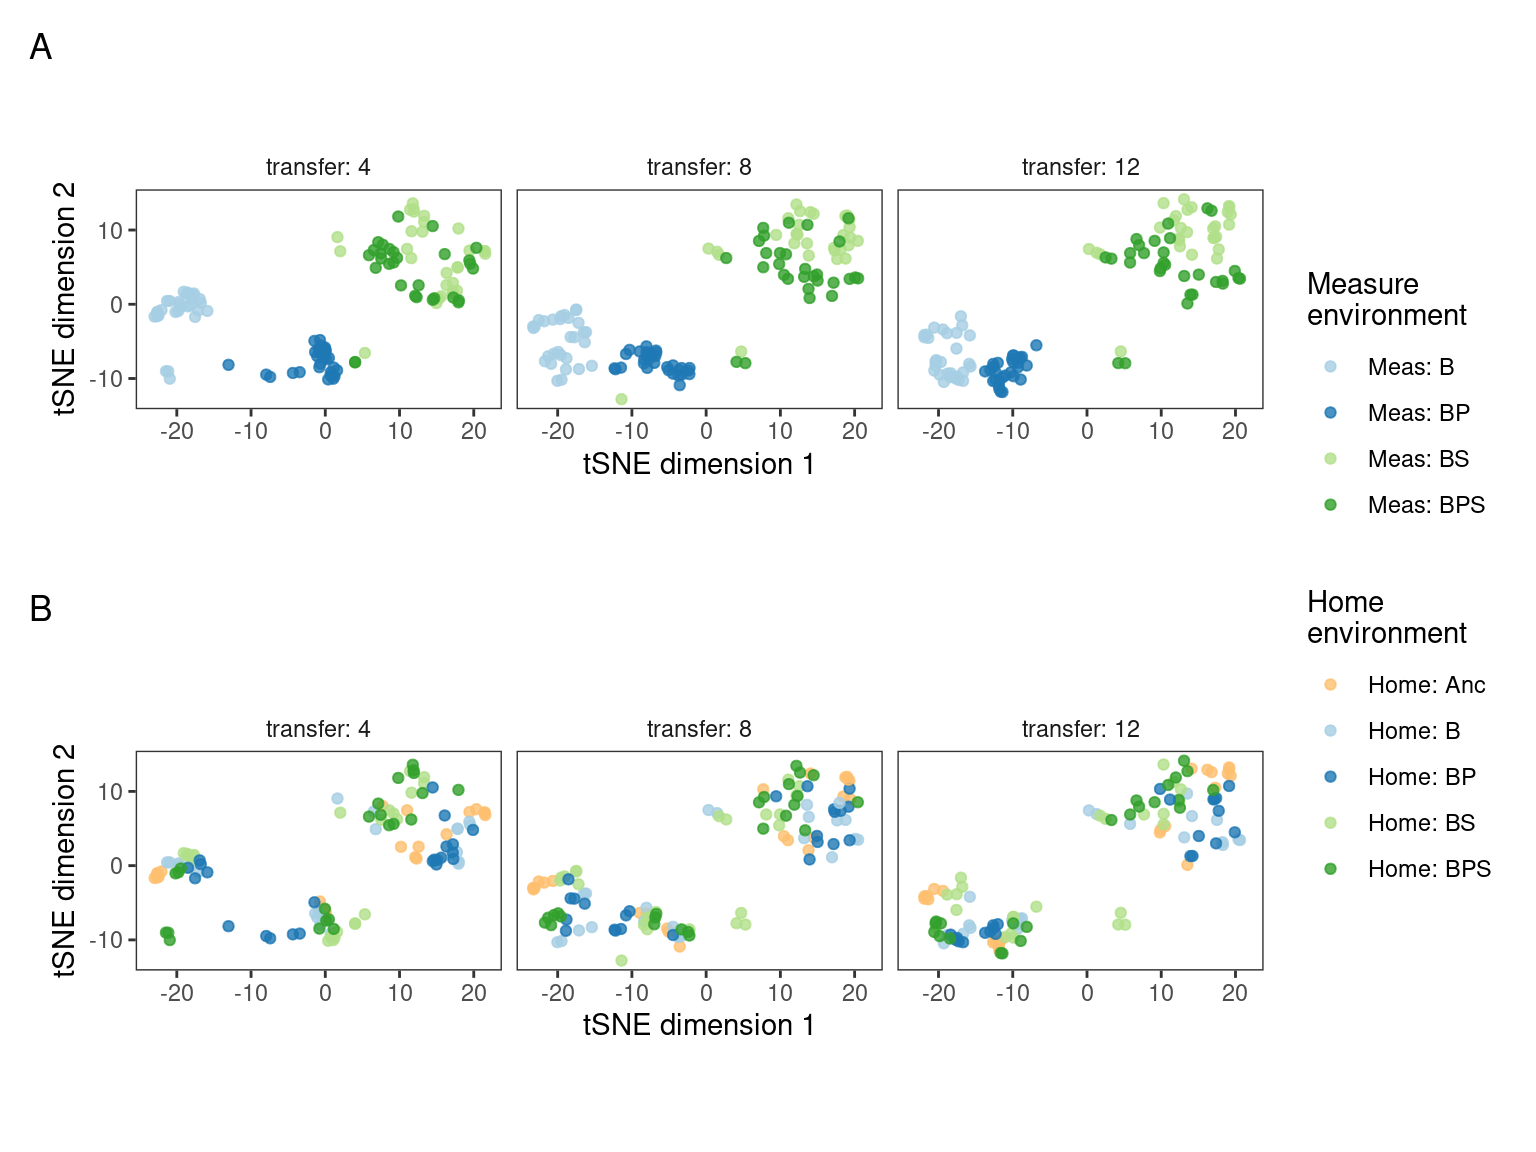 A
transfer: 4
transfer: 8
transfer: 12
tSNE dimension 2
10
0
-10
-20
-10
0
10
20
-20
-10
0
10
20
-20
-10
0
10
20
tSNE dimension 1
Measure
environment
Meas: B
Meas: BP
Meas: BS
Meas: BPS
B
transfer: 4
transfer: 8
transfer: 12
tSNE dimension 2
10
0
-10
-20
-10
0
10
20
-20
-10
0
10
20
-20
-10
0
10
20
tSNE dimension 1
Home
environment
Home: Anc
Home: B
Home: BP
Home: BS
Home: BPS